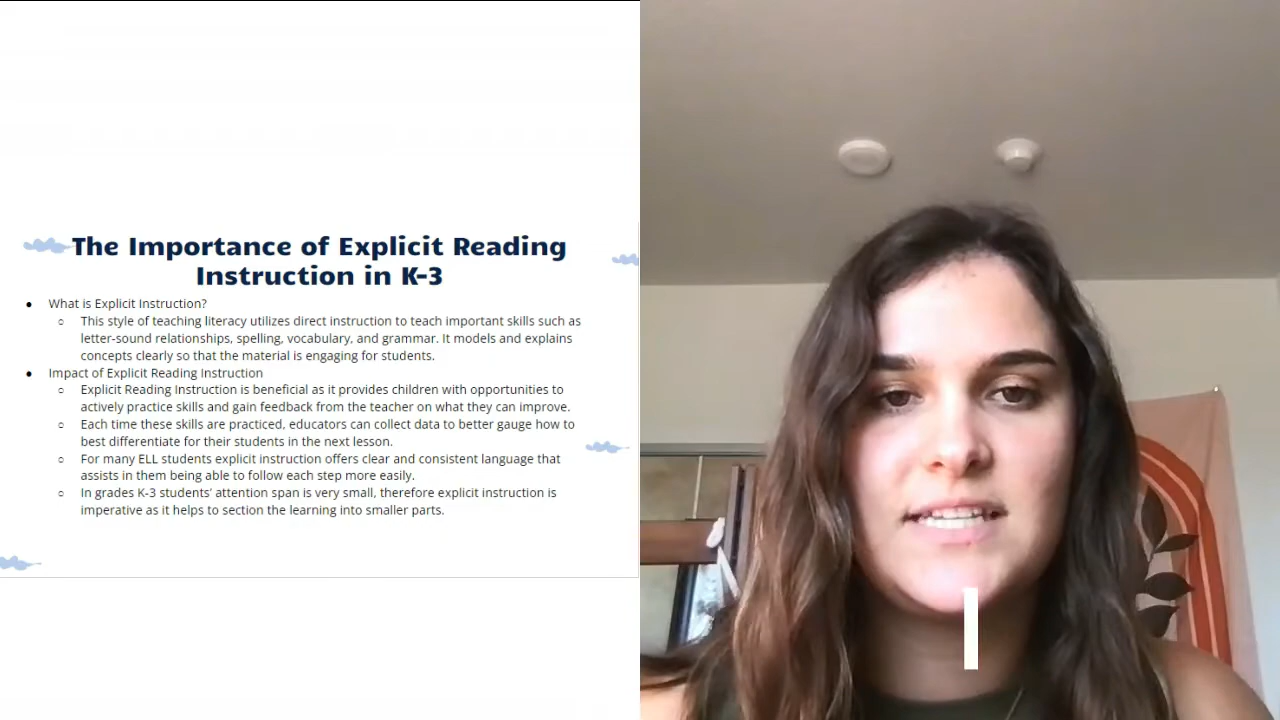 The Importance of Explicit Reading
Instruction in K-3
● What is Explicit Instruction?
○ This style of teaching literacy utilizes direct instruction to teach important skills such as
letter-sound relationships, spelling, vocabulary, and grammar. It models and explains
concepts clearly so that the material is engaging for students.
● Impact of Explicit Reading Instruction
○ Explicit Reading Instruction is beneficial as it provides children with opportunities to
actively practice skills and gain feedback from the teacher on what they can improve.
○ Each time these skills are practiced, educators can collect data to better gauge how to
best differentiate for their students in the next lesson.
○ For many ELL students explicit instruction offers clear and consistent language that
assists in them being able to follow each step more easily.
○ In grades K-3 students’ attention span is very small, therefore explicit instruction is
imperative as it helps to section the learning into smaller parts.